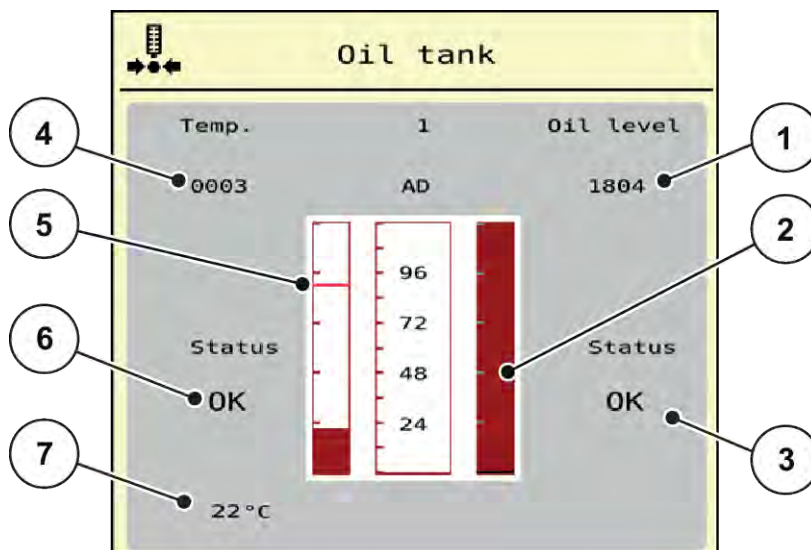 Oil tank
Temp. 1 Oil level
4 1
0003 AD 1804
5 2
96
72
6 Status Status
48
OK OK
24
7 3
22°C